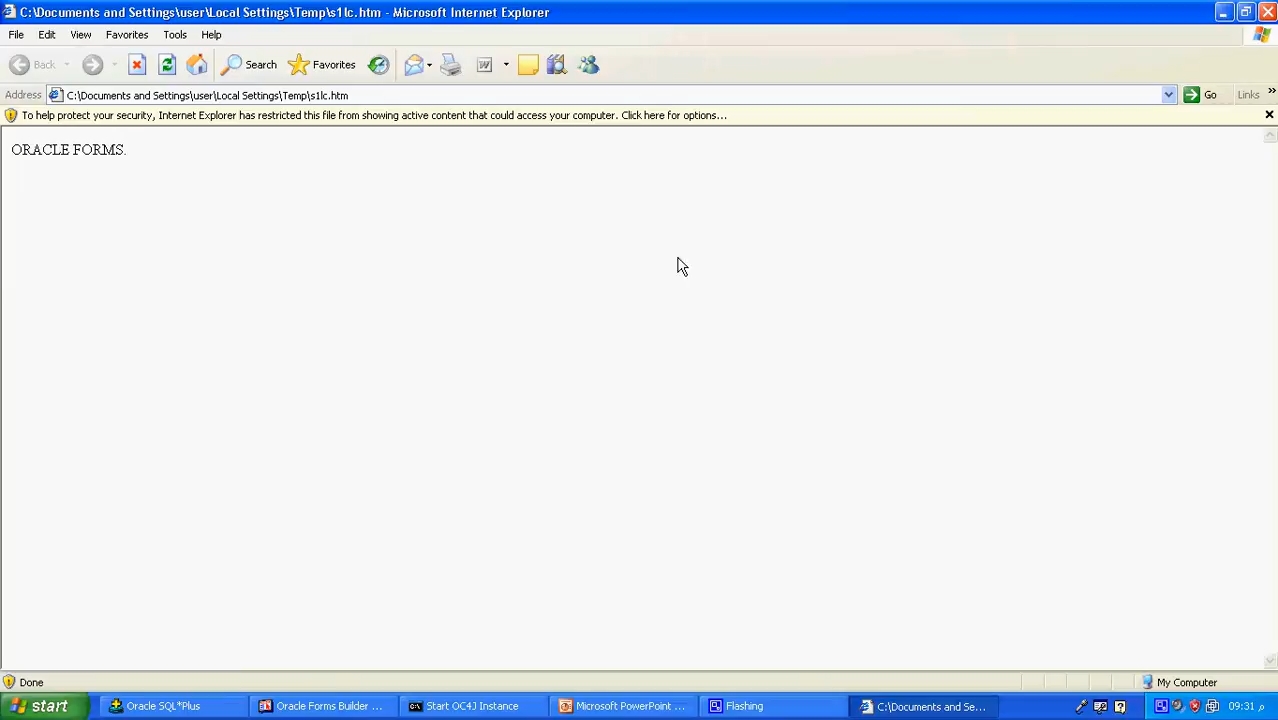 C:\Documents and Settings\user\Local Settings\Temp\s1lc.htm - Microsoft Internet Explorer
File Edit View Favorites Tools Help
Back Search Favorites
Address C:\Documents and Settings\user\Local Settings\Temp\s1lc.htm Go Links »
To help protect your security, Internet Explorer has restricted this file from showing active content that could access your computer. Click here for options...
ORACLE FORMS.
Done My Computer
start Oracle SQL*Plus Oracle Forms Builder ... Start OC4J Instance Microsoft PowerPoint ... Flashing C:\Documents and Se... 09:31 م